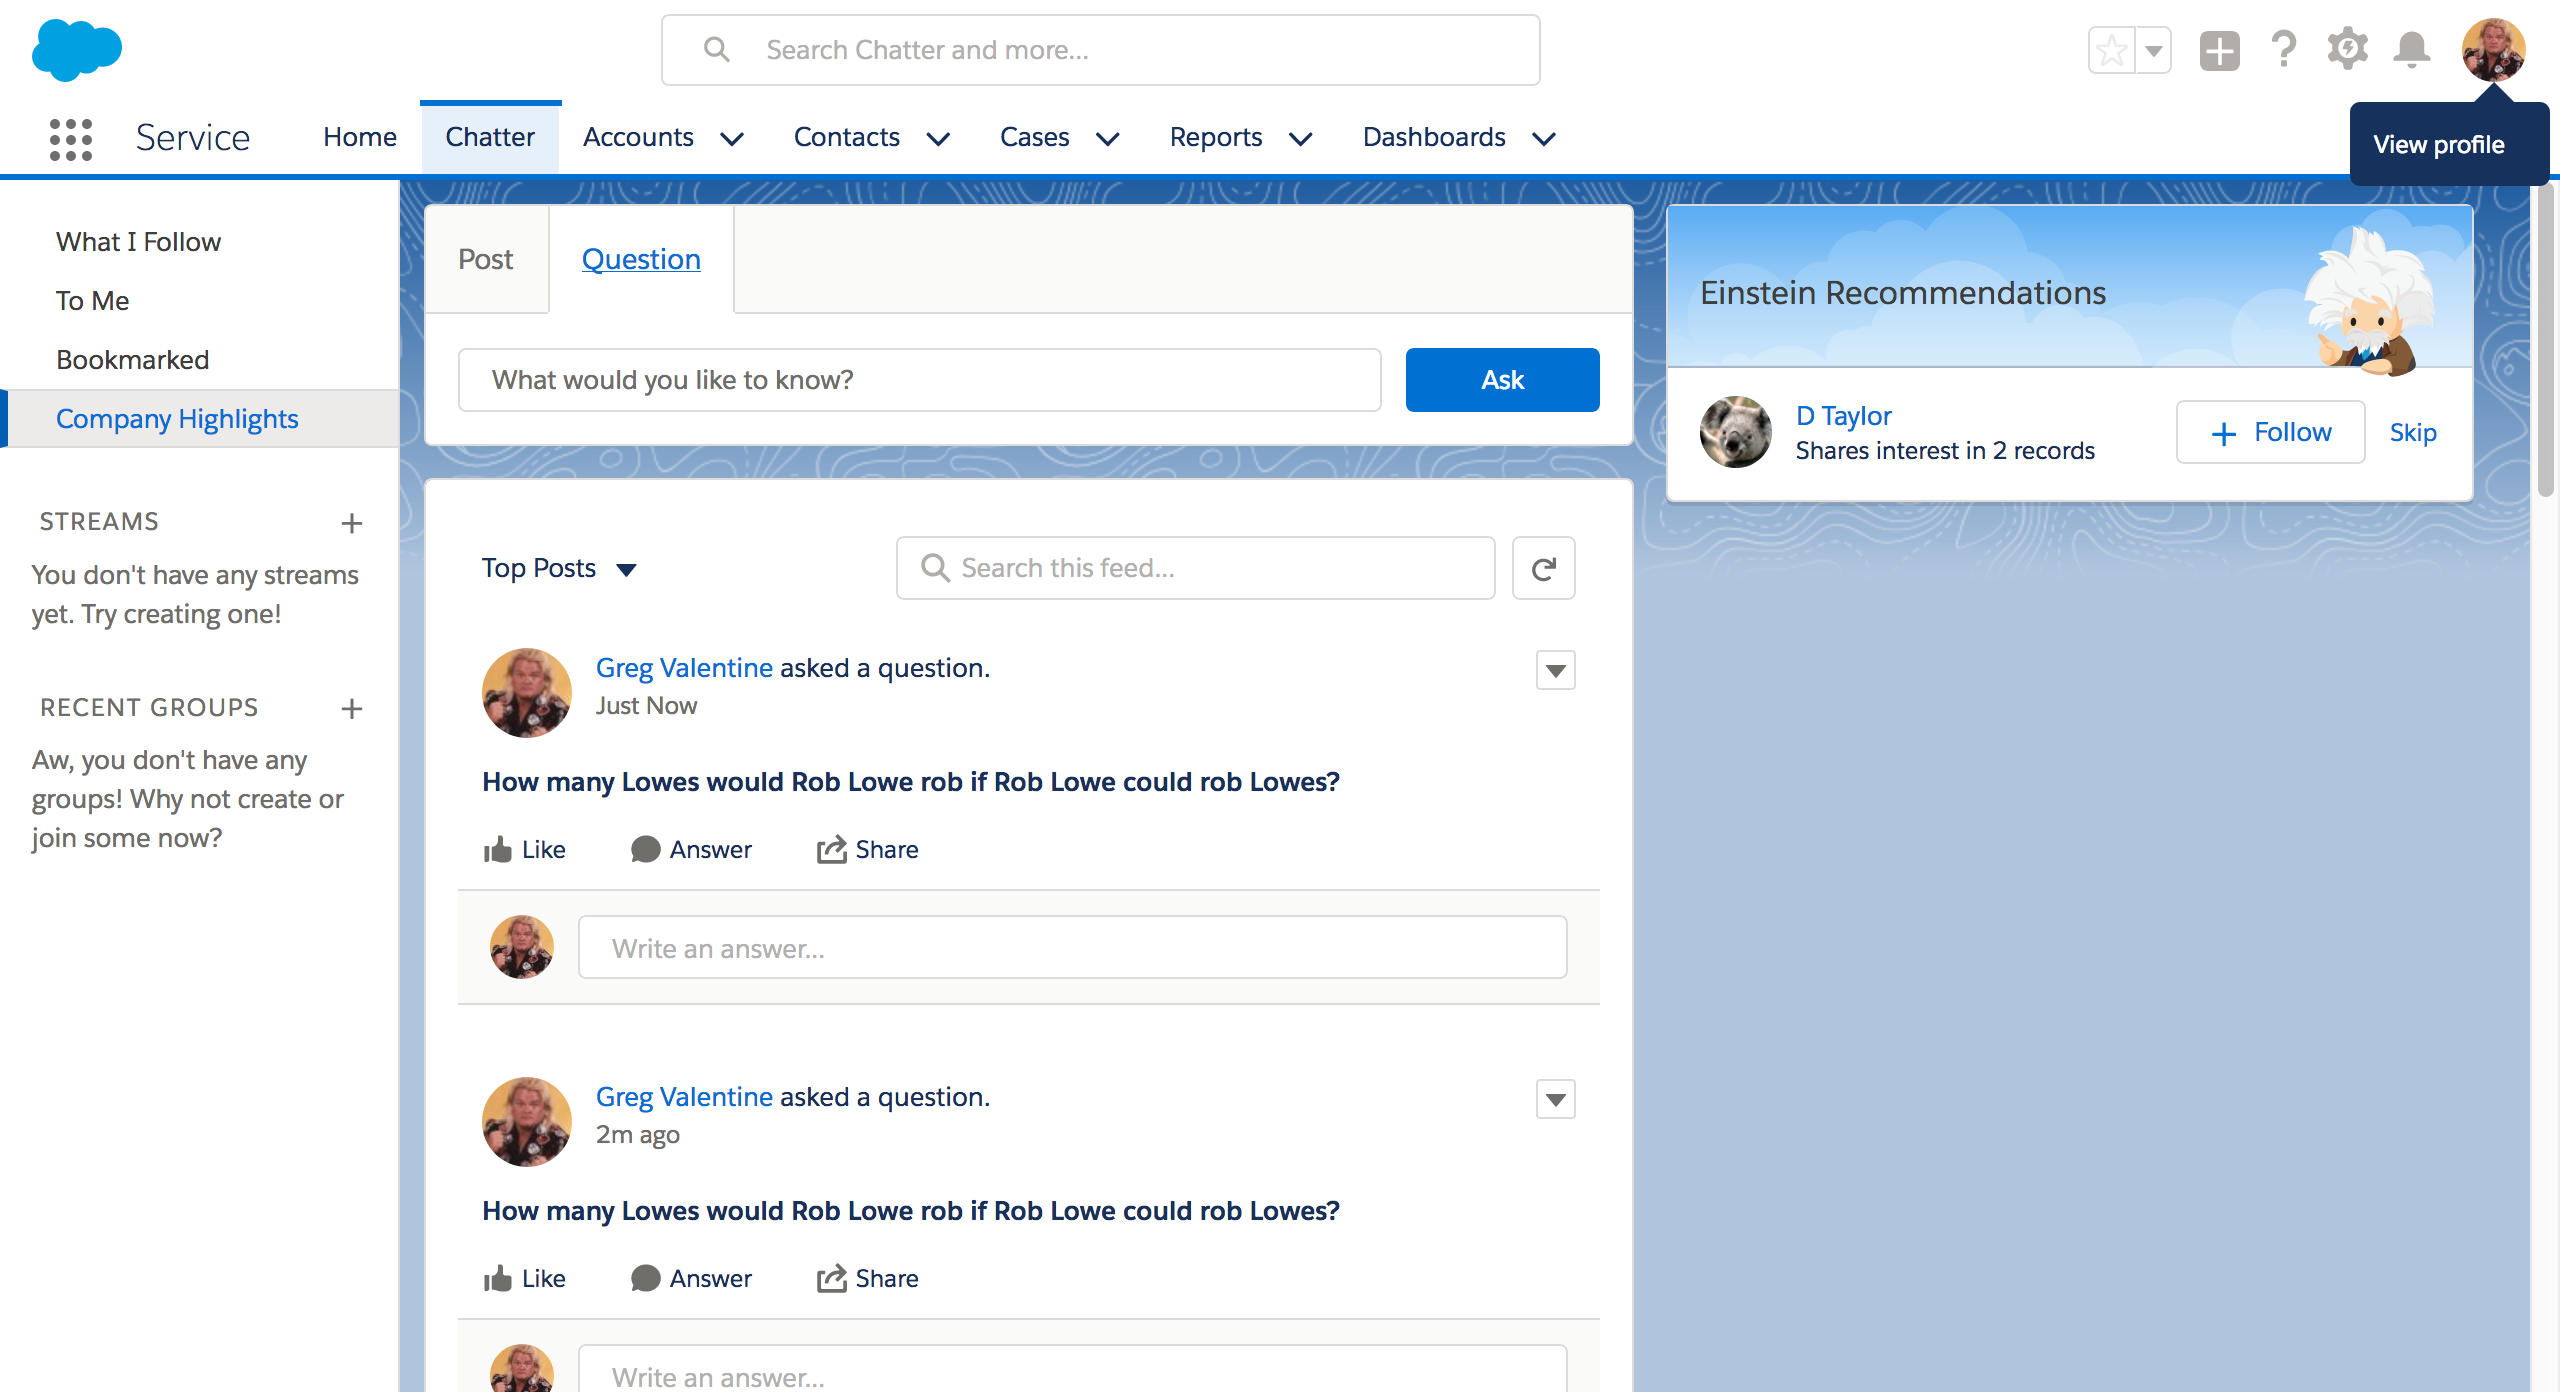 Search Chatter and more...
Service
Home
Chatter
Accounts
Contacts
Cases
Reports
Dashboards
View profile
What I Follow
To Me
Bookmarked
Company Highlights
STREAMS
You don't have any streams
yet. Try creating one!
RECENT GROUPS
Aw, you don't have any
groups! Why not create or
join some now?
Post
Question
What would you like to know?
Ask
Top Posts
Search this feed...
Greg Valentine asked a question.
Just Now
How many Lowes would Rob Lowe rob if Rob Lowe could rob Lowes?
Like
Answer
Share
Write an answer...
Greg Valentine asked a question.
2m ago
How many Lowes would Rob Lowe rob if Rob Lowe could rob Lowes?
Like
Answer
Share
Write an answer...
Einstein Recommendations
D Taylor
Shares interest in 2 records
Follow
Skip